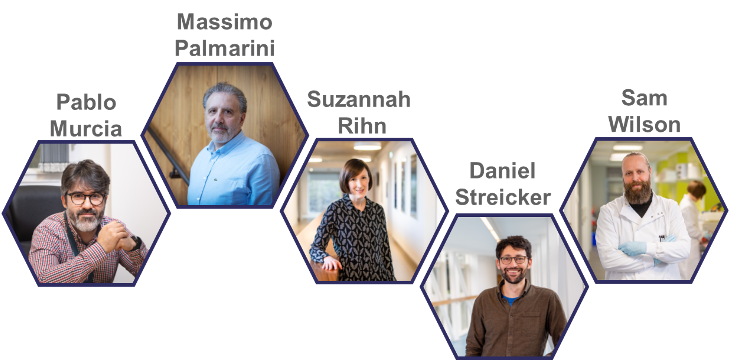 Massimo
Palmarini
Pablo
Murcia
Suzannah
Rihn
Daniel
Streicker
Sam
Wilson